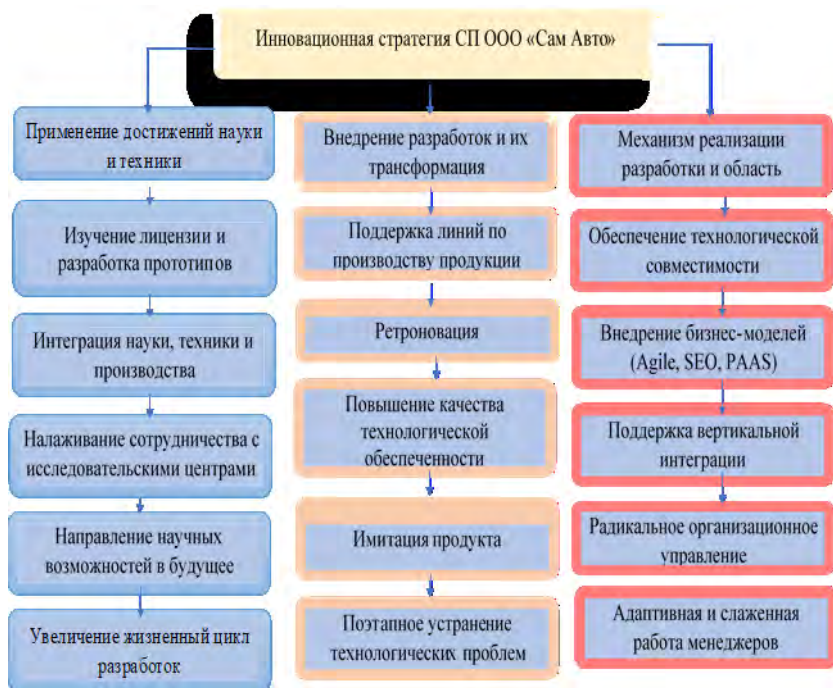 Инновационная стратегия СП ООО «Сам Авто»
Применение достижений науки
и техники
Изучение лицензии и
разработка прототипов
Интеграция науки, техники и
производства
Налаживание сотрудничества с
исследовательскими центрами
Направление научных
возможностей в будущее
Увеличение жизненный цикл
разработок
Внедрение разработок и их
трансформация
Поддержка линий по
производству продукции
Ретроновация
Повышение качества
технологической
обеспеченности
Имитация продукта
Поэтапное устранение
технологических проблем
Механизм реализации
разработки и область
Обеспечение технологической
совместимости
Внедрение бизнес-моделей
(Agile, SEO, PAAS)
Поддержка вертикальной
интеграции
Радикальное организационное
управление
Адаптивная и слаженная
работа менеджеров